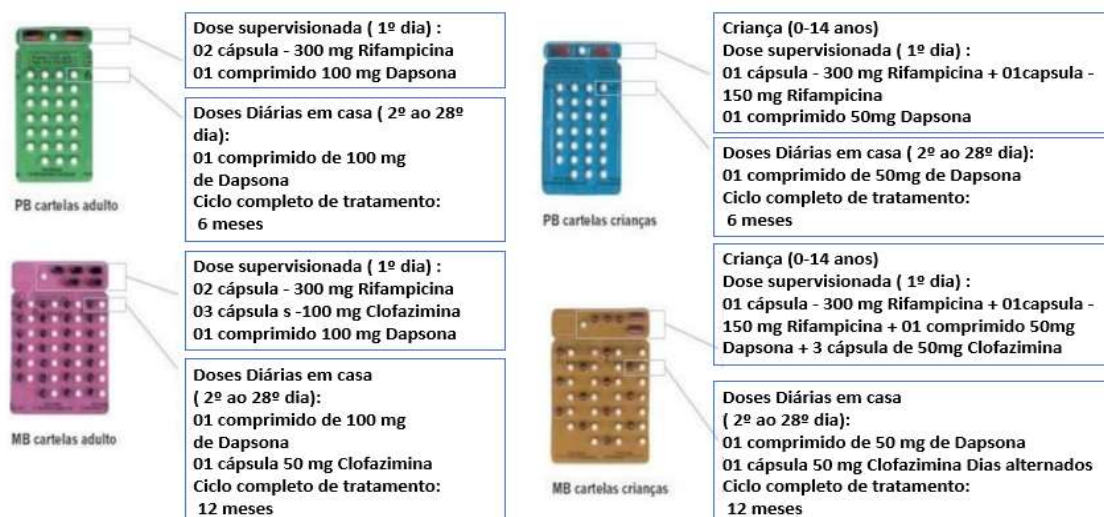 Dose supervisionada ( 1º dia) :
02 cápsula - 300 mg Rifampicina
01 comprimido 100 mg Dapsona
Doses Diárias em casa ( 2º ao 28º
dia):
01 comprimido de 100 mg
de Dapsona
Ciclo completo de tratamento:
6 meses
PB cartelas adulto
Criança (0-14 anos)
Dose supervisionada ( 1º dia) :
01 cápsula - 300 mg Rifampicina + 01capsula -
150 mg Rifampicina
01 comprimido 50mg Dapsona
Doses Diárias em casa ( 2º ao 28º dia):
01 comprimido de 50mg de Dapsona
Ciclo completo de tratamento:
6 meses
PB cartelas crianças
Dose supervisionada ( 1º dia) :
02 cápsula - 300 mg Rifampicina
03 cápsula s -100 mg Clofazimina
01 comprimido 100 mg Dapsona
Doses Diárias em casa
( 2º ao 28º dia):
01 comprimido de 100 mg
de Dapsona
01 cápsula 50 mg Clofazimina
Ciclo completo de tratamento:
12 meses
MB cartelas adulto
Criança (0-14 anos)
Dose supervisionada ( 1º dia) :
01 cápsula - 300 mg Rifampicina + 01capsula -
150 mg Rifampicina + 01 comprimido 50mg
Dapsona + 3 cápsula de 50mg Clofazimina
Doses Diárias em casa
( 2º ao 28º dia):
01 comprimido de 50 mg de Dapsona
01 cápsula 50 mg Clofazimina Dias alternados
Ciclo completo de tratamento:
12 meses
MB cartelas crianças